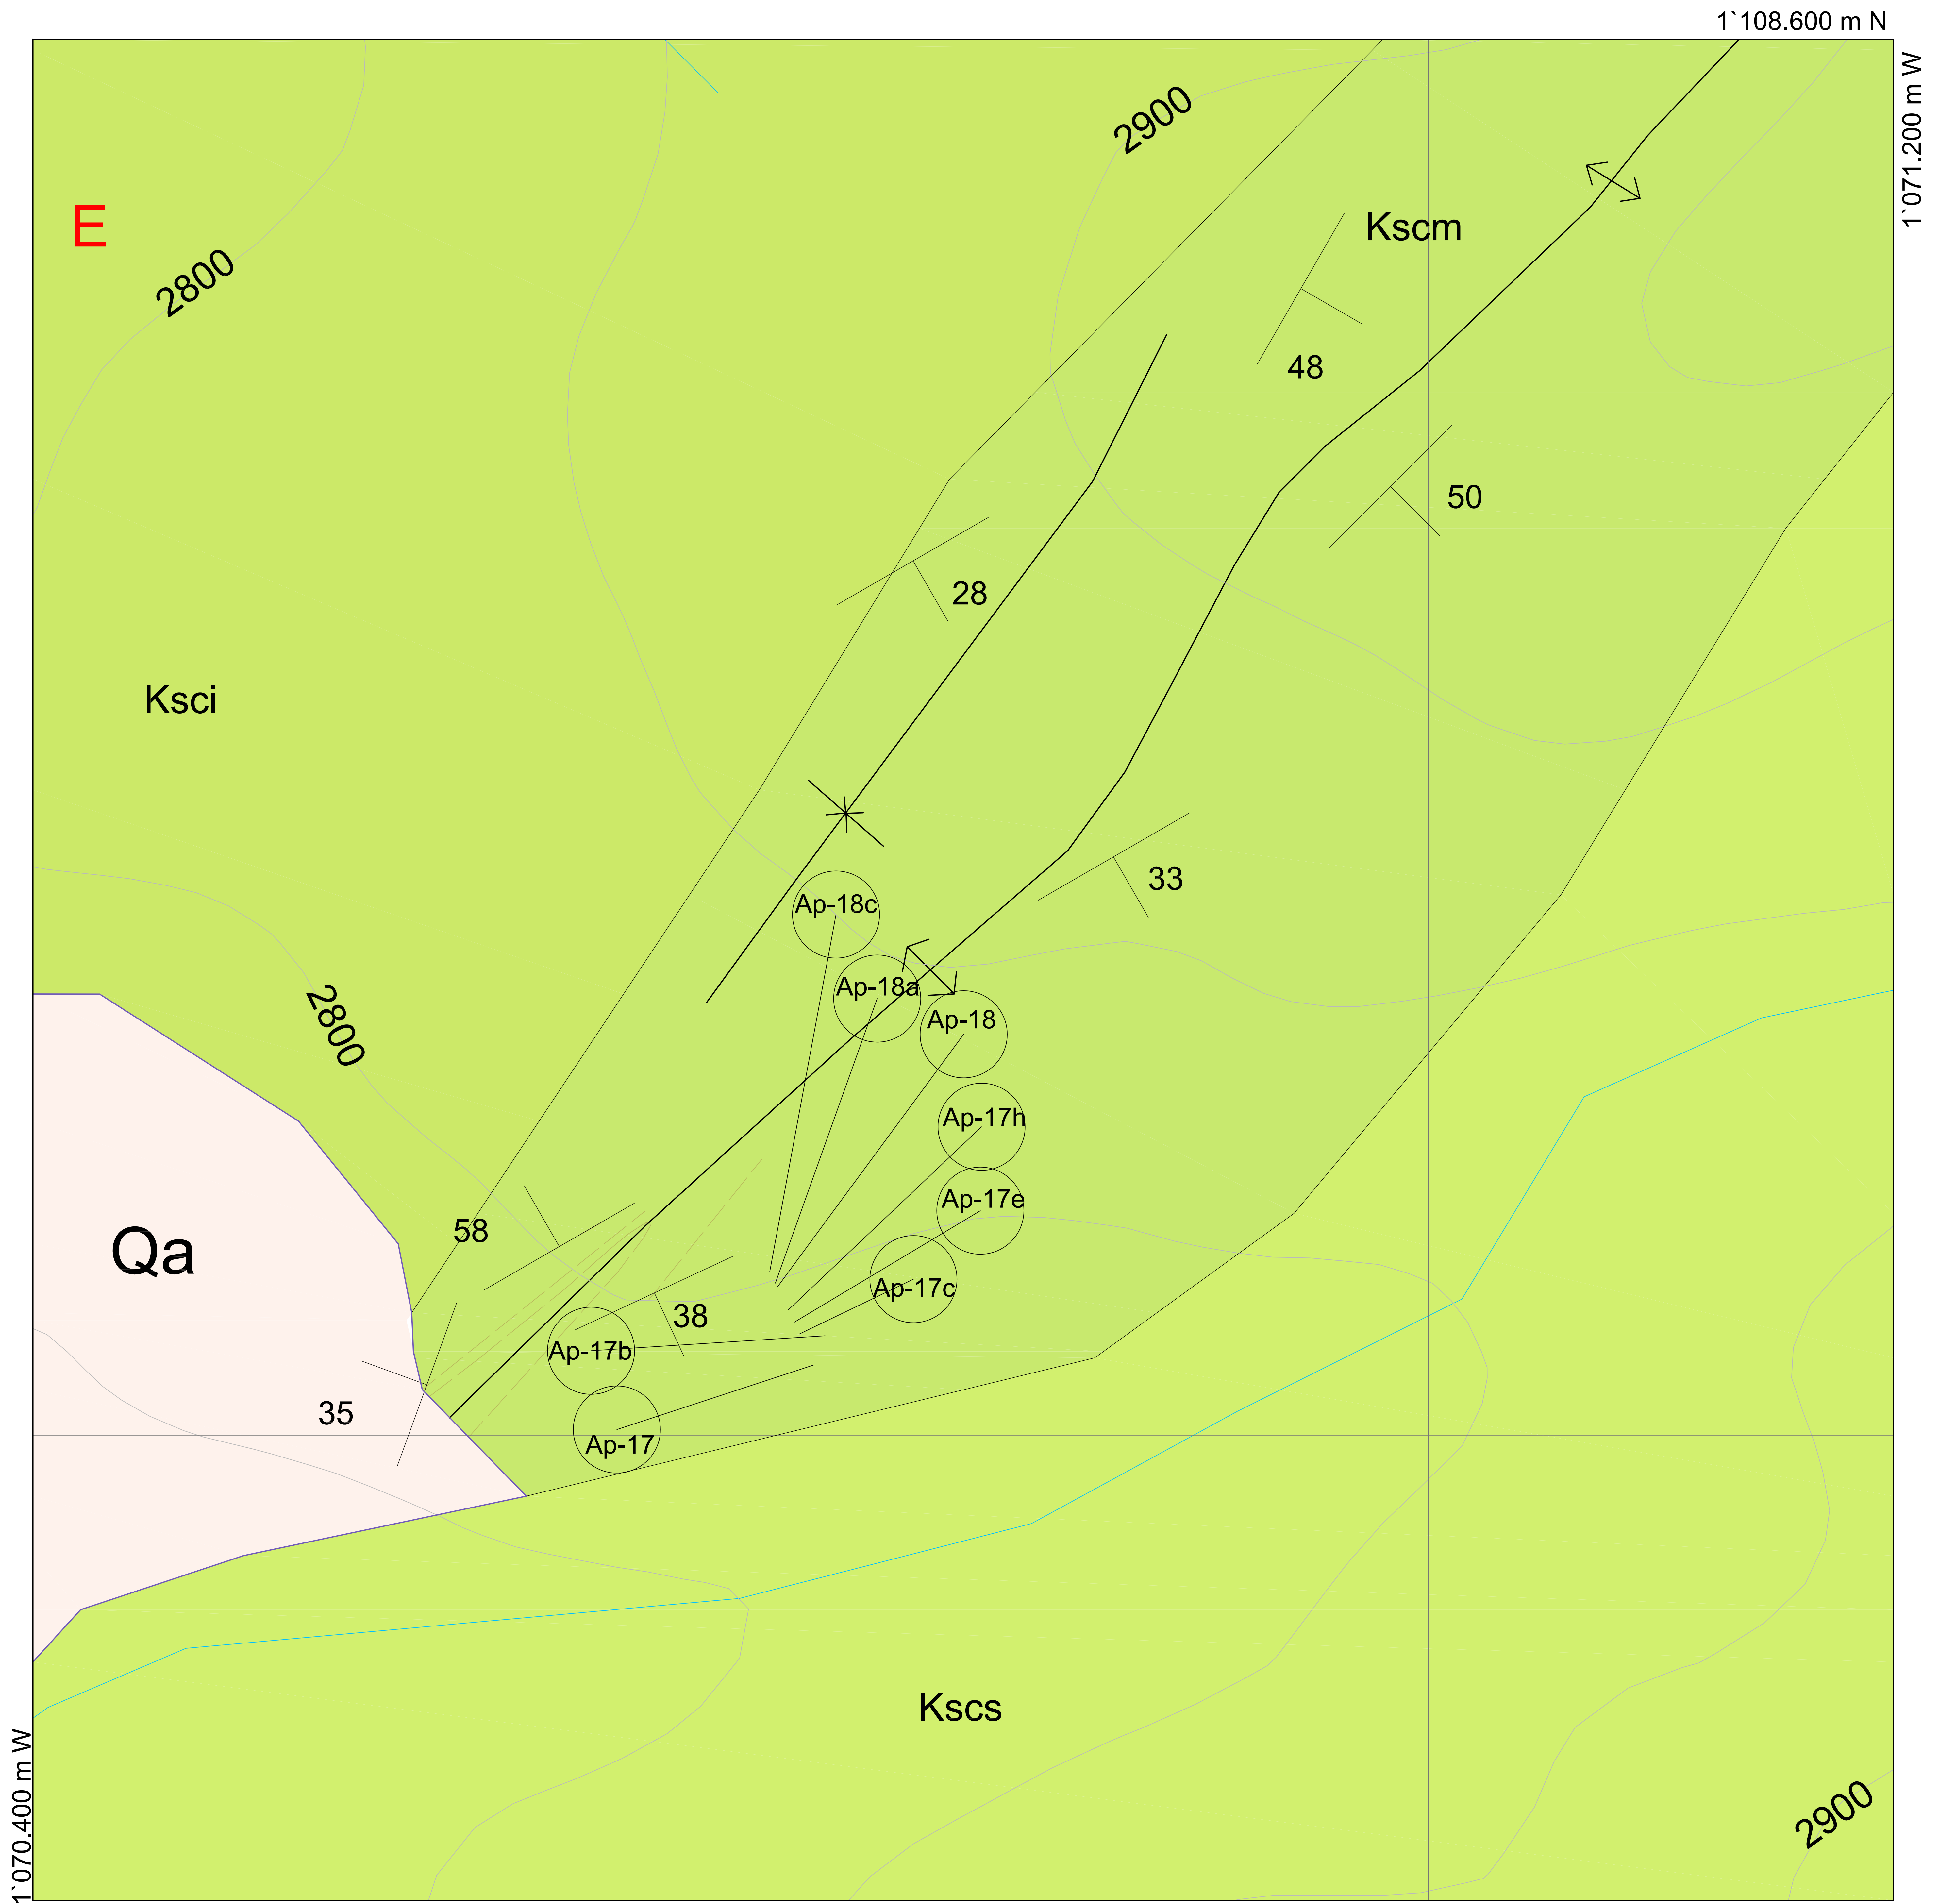 1`108.600 m N
1`071.200 m W
2900
E
Kscm
2800
48
50
28
Ksci
33
Ap-18c
Ap-18a
Ap-18
2800
Ap-17h
Ap-17e
58
Qa
Ap-17c
38
Ap-17b
35
Ap-17
Kscs
1`070.400 m W
2900